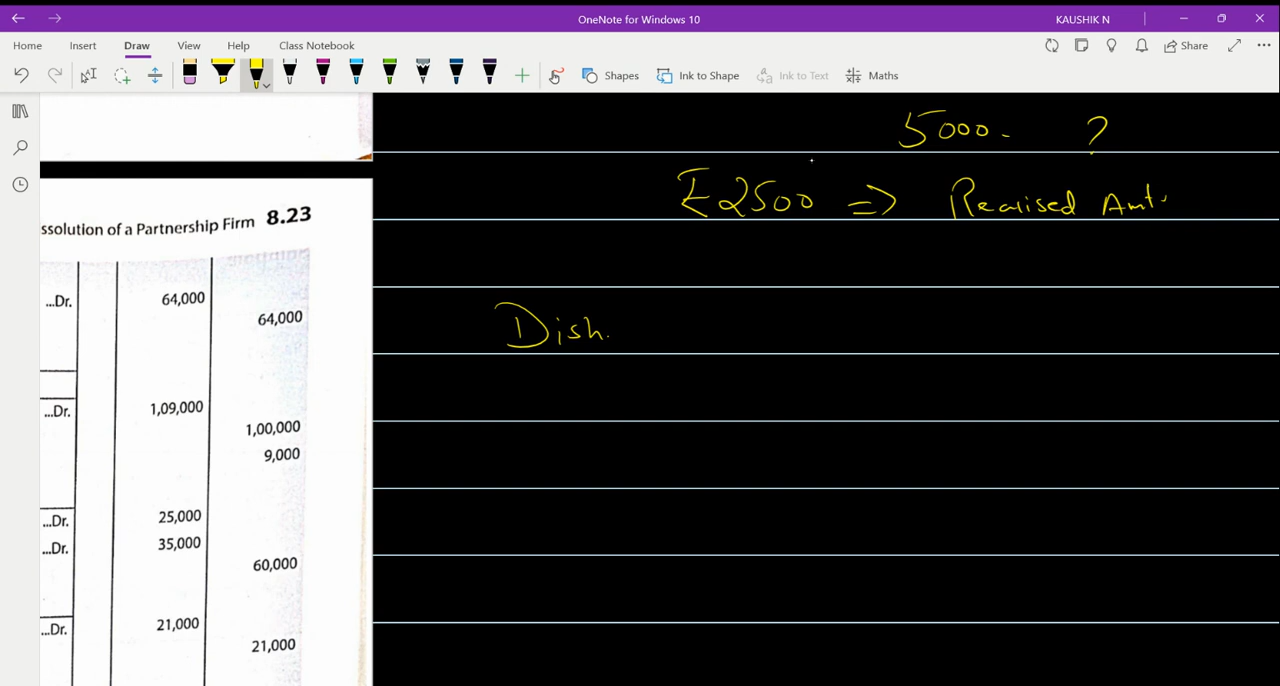 OneNote for Windows 10
KAUSHIK N
Home Insert Draw View Help Class Notebook
Share
Shapes Ink to Shape Ink to Text Maths
5000. ?
₹2500 => Realised Amt.
Dish.
ssolution of a Partnership Firm 8.23
...Dr. 64,000
64,000
...Dr. 1,09,000
1,00,000
9,000
...Dr. 25,000
...Dr. 35,000
60,000
...Dr. 21,000
21,000